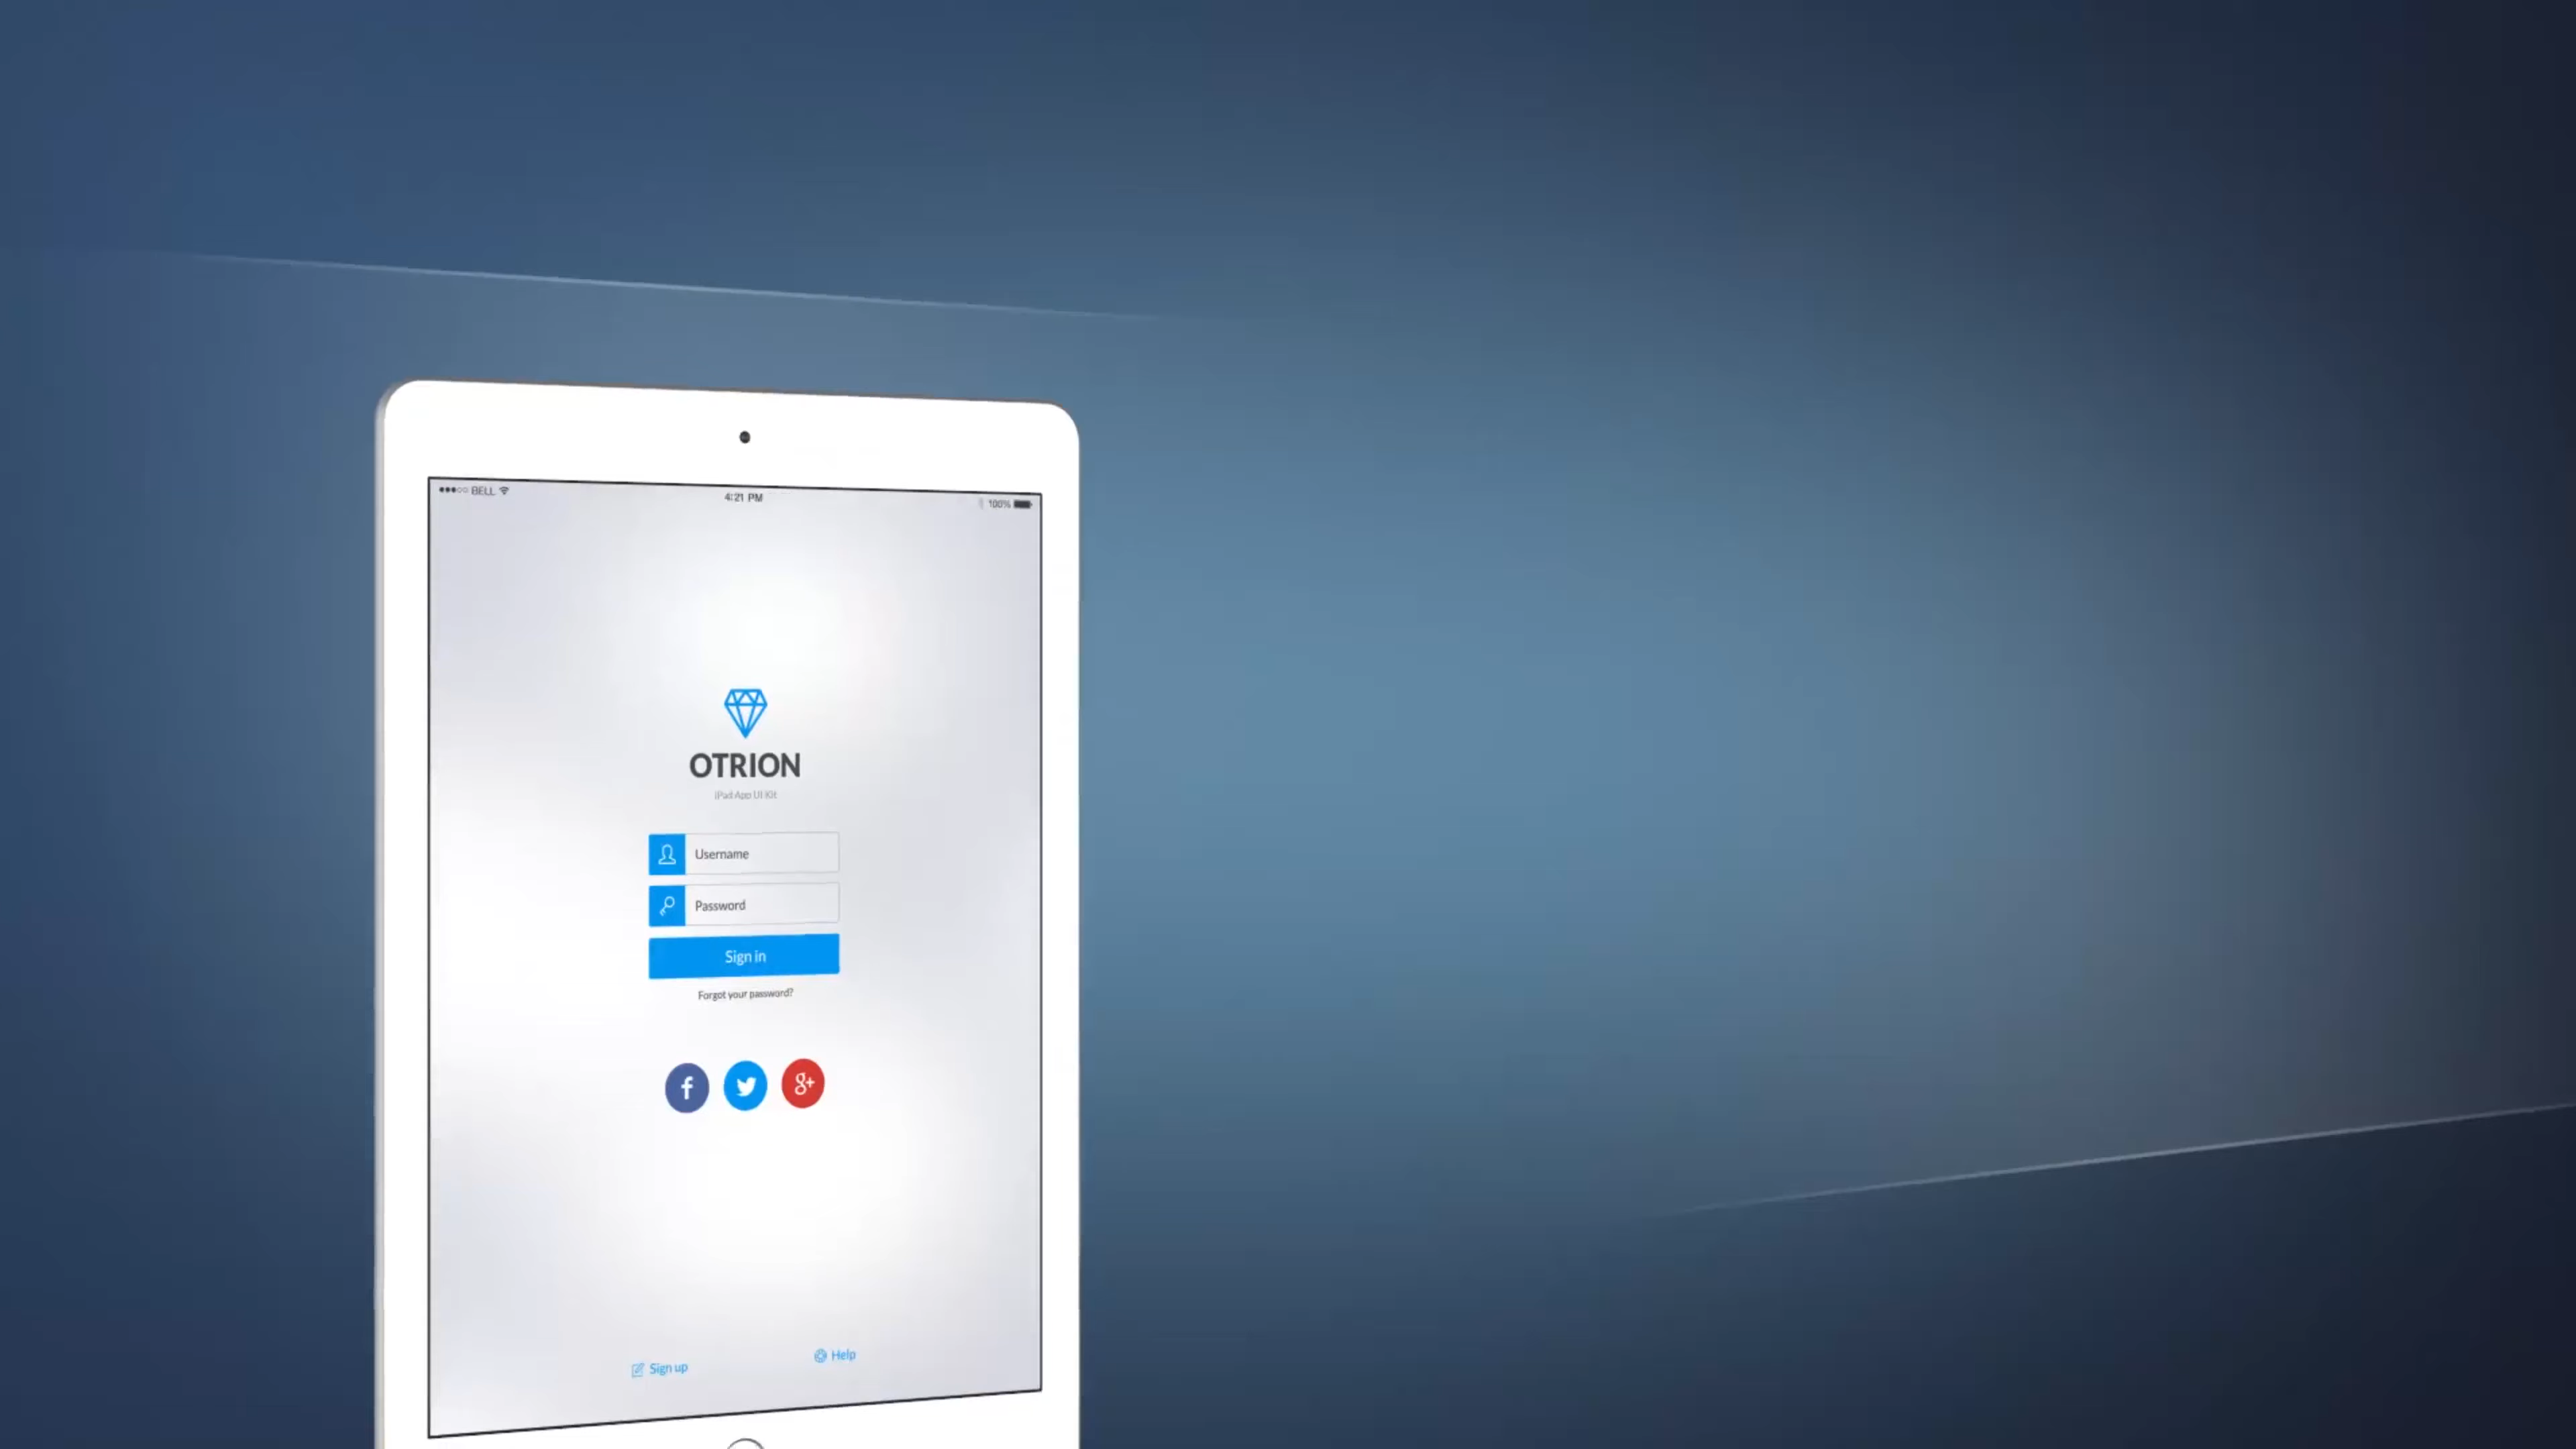 BELL
4:21 PM
100%
OTRION
iPad App UI Kit
Username
Password
Sign in
Forgot your password?
f
g+
Sign up
Help